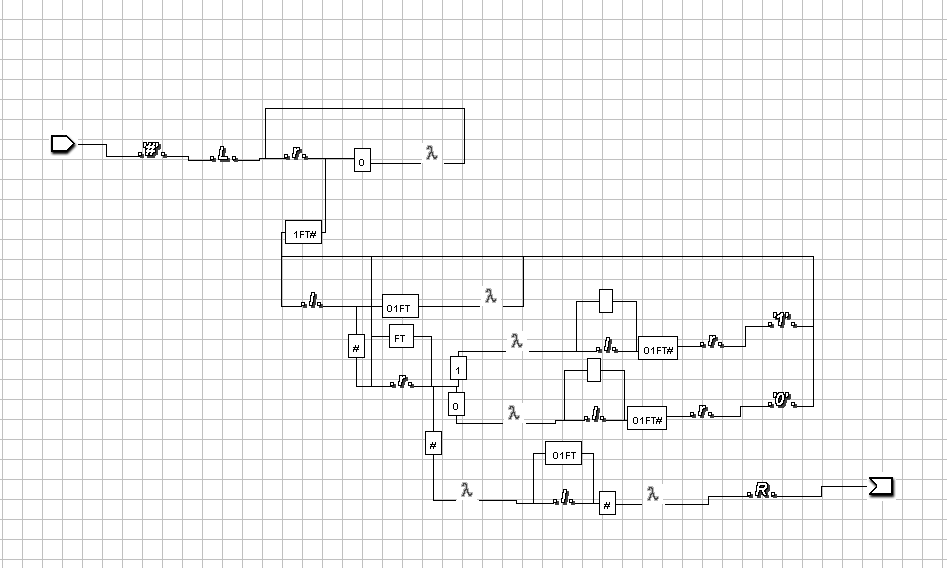 '#' L r 0 λ
1FT#
l 01FT λ
# FT
r 1 λ l 01FT# r '1'
0 λ l 01FT# r '0'
#
01FT
λ l # λ R